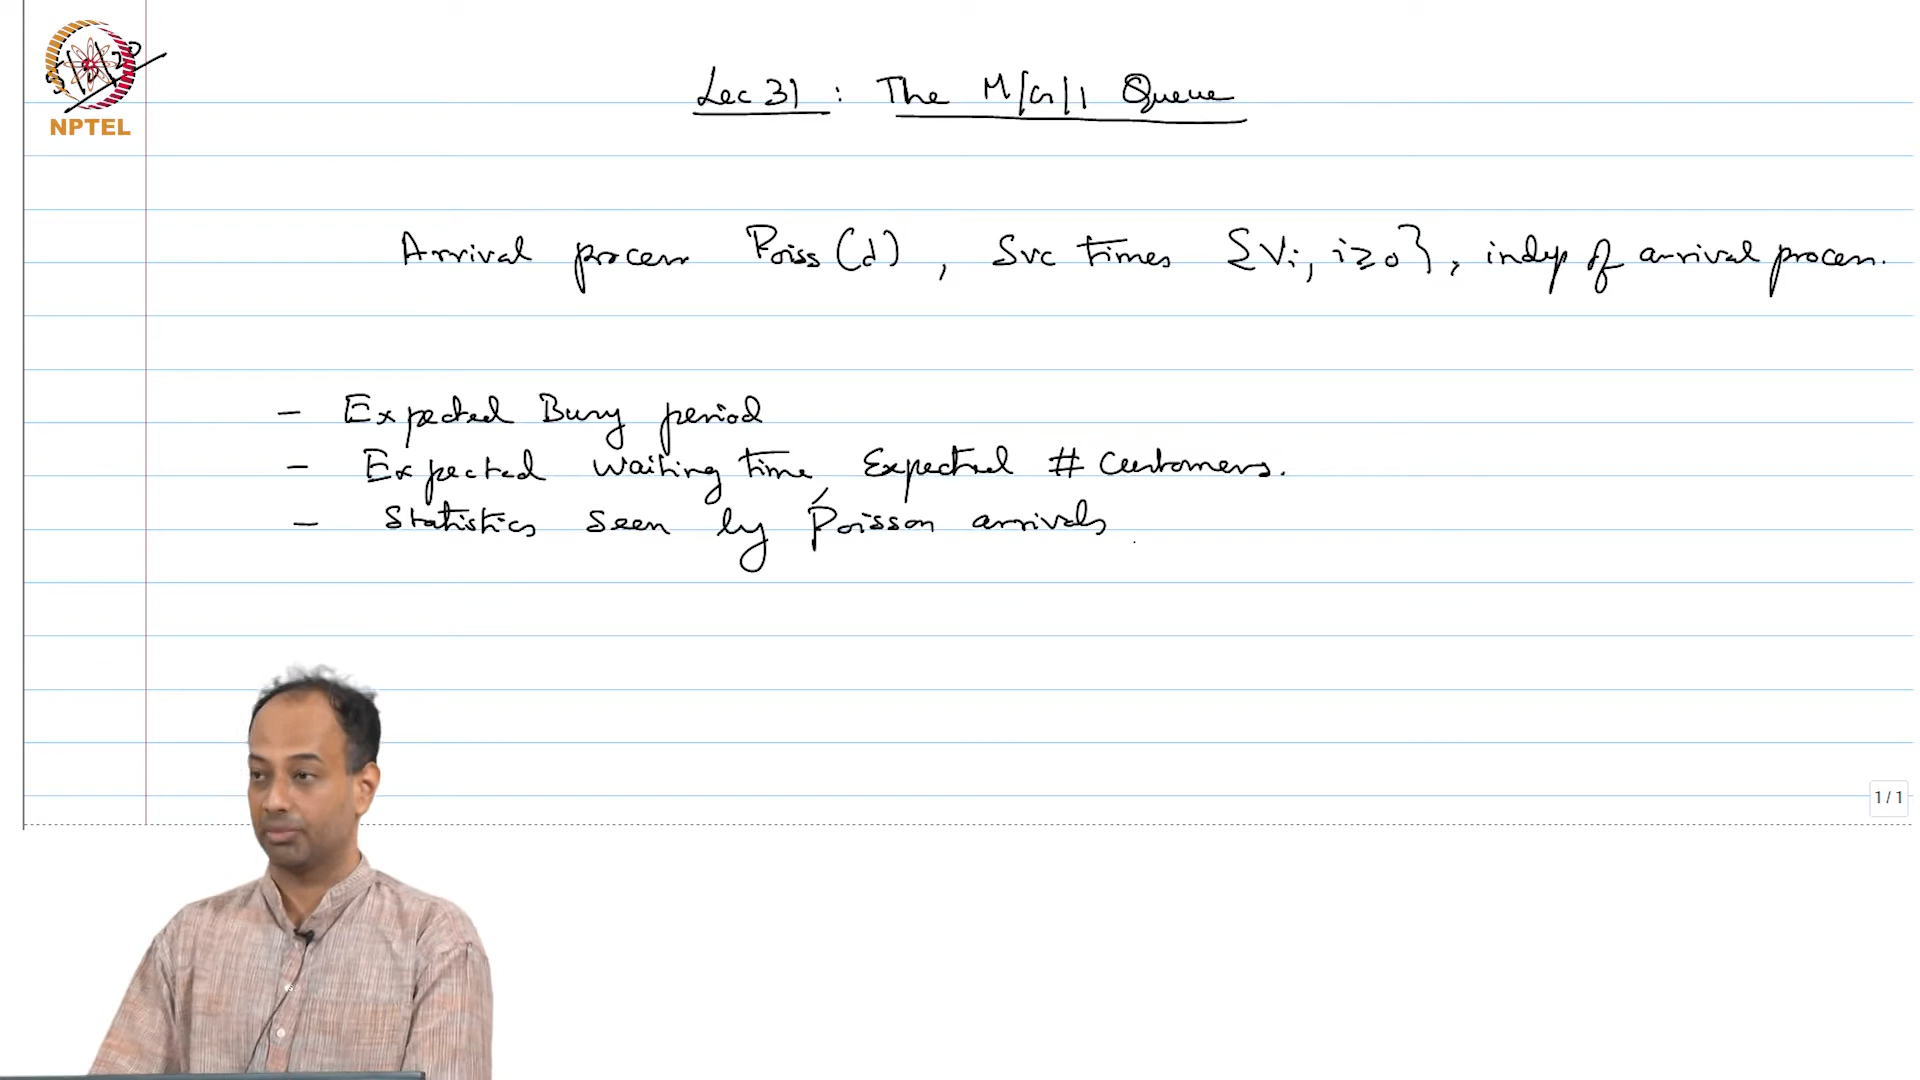 NPTEL
Lec 31 : The M/G/1 Queue
Arrival process Poiss(λ), Svc times {Vi, i≥0}, indep of arrival process.
- Expected Busy period
- Expected waiting time, Expected # customers.
- Statistics seen by Poisson arrivals
1 / 1